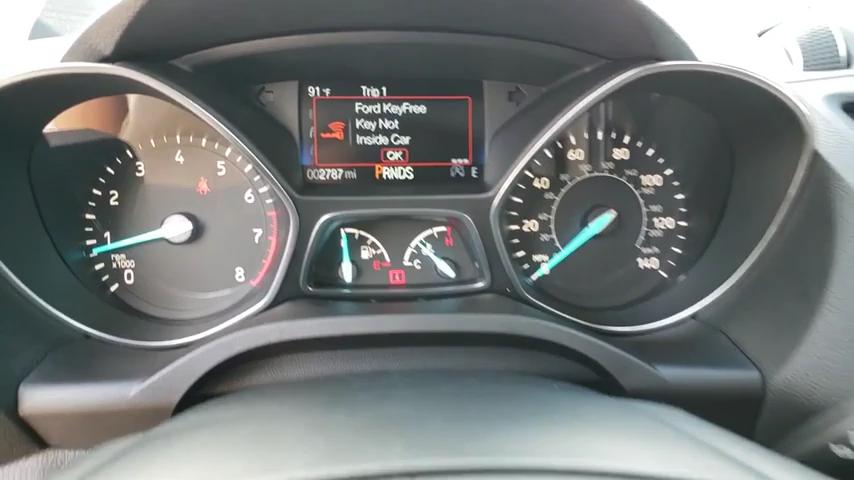 91°F Trip 1
Ford KeyFree
Key Not
Inside Car
OK
002787 mi PRNDS E
0 1 2 3 4 5 6 7 8
rpm
x1000
E
C H
20 40 60 80 100 120 140
MPH
km/h